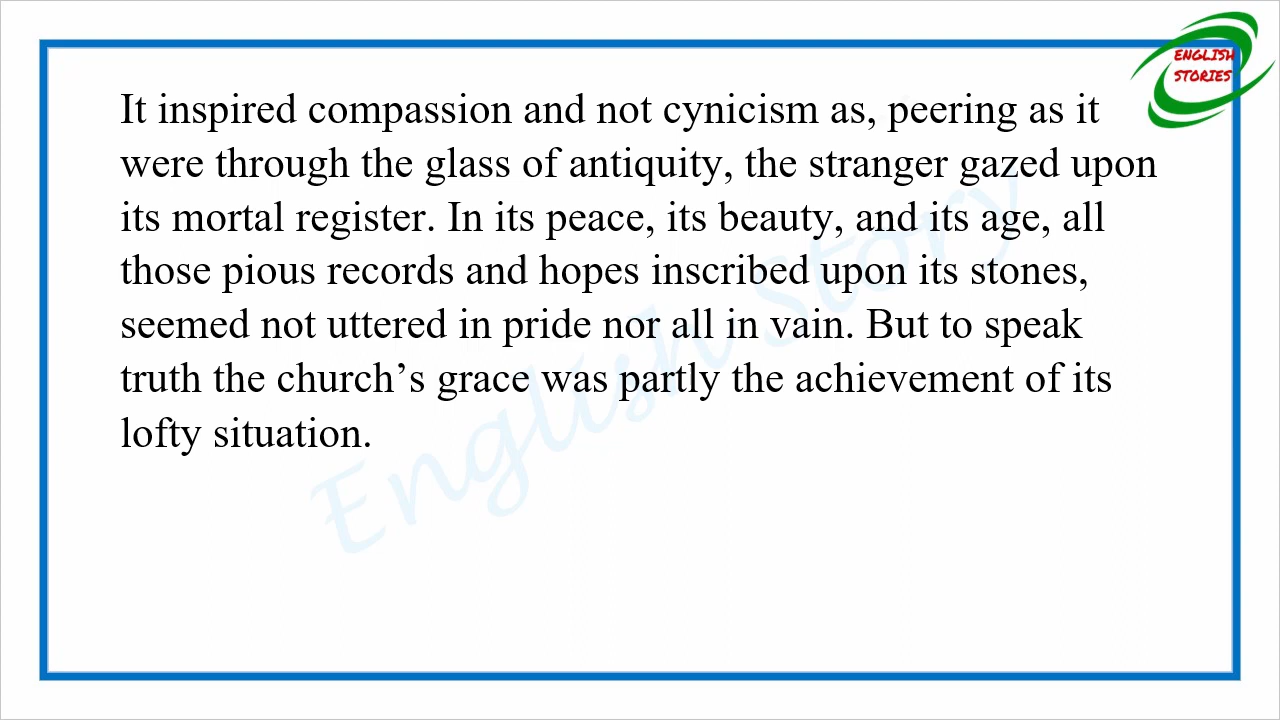 ENGLISH
STORIES
It inspired compassion and not cynicism as, peering as it
were through the glass of antiquity, the stranger gazed upon
its mortal register. In its peace, its beauty, and its age, all
those pious records and hopes inscribed upon its stones,
seemed not uttered in pride nor all in vain. But to speak
truth the church’s grace was partly the achievement of its
lofty situation.
English Story